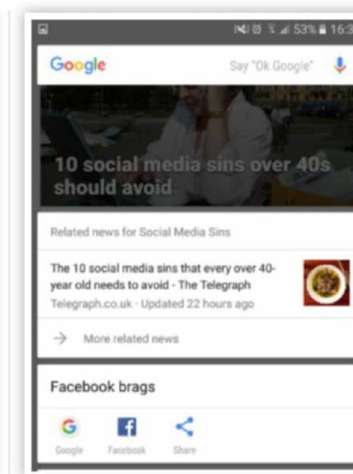 53% 16:3
Google Say "Ok Google"
10 social media sins over 40s
should avoid
Related news for Social Media Sins
The 10 social media sins that every over 40-
year old needs to avoid - The Telegraph
Telegraph.co.uk · Updated 22 hours ago
→ More related news
Facebook brags
Google Facebook Share